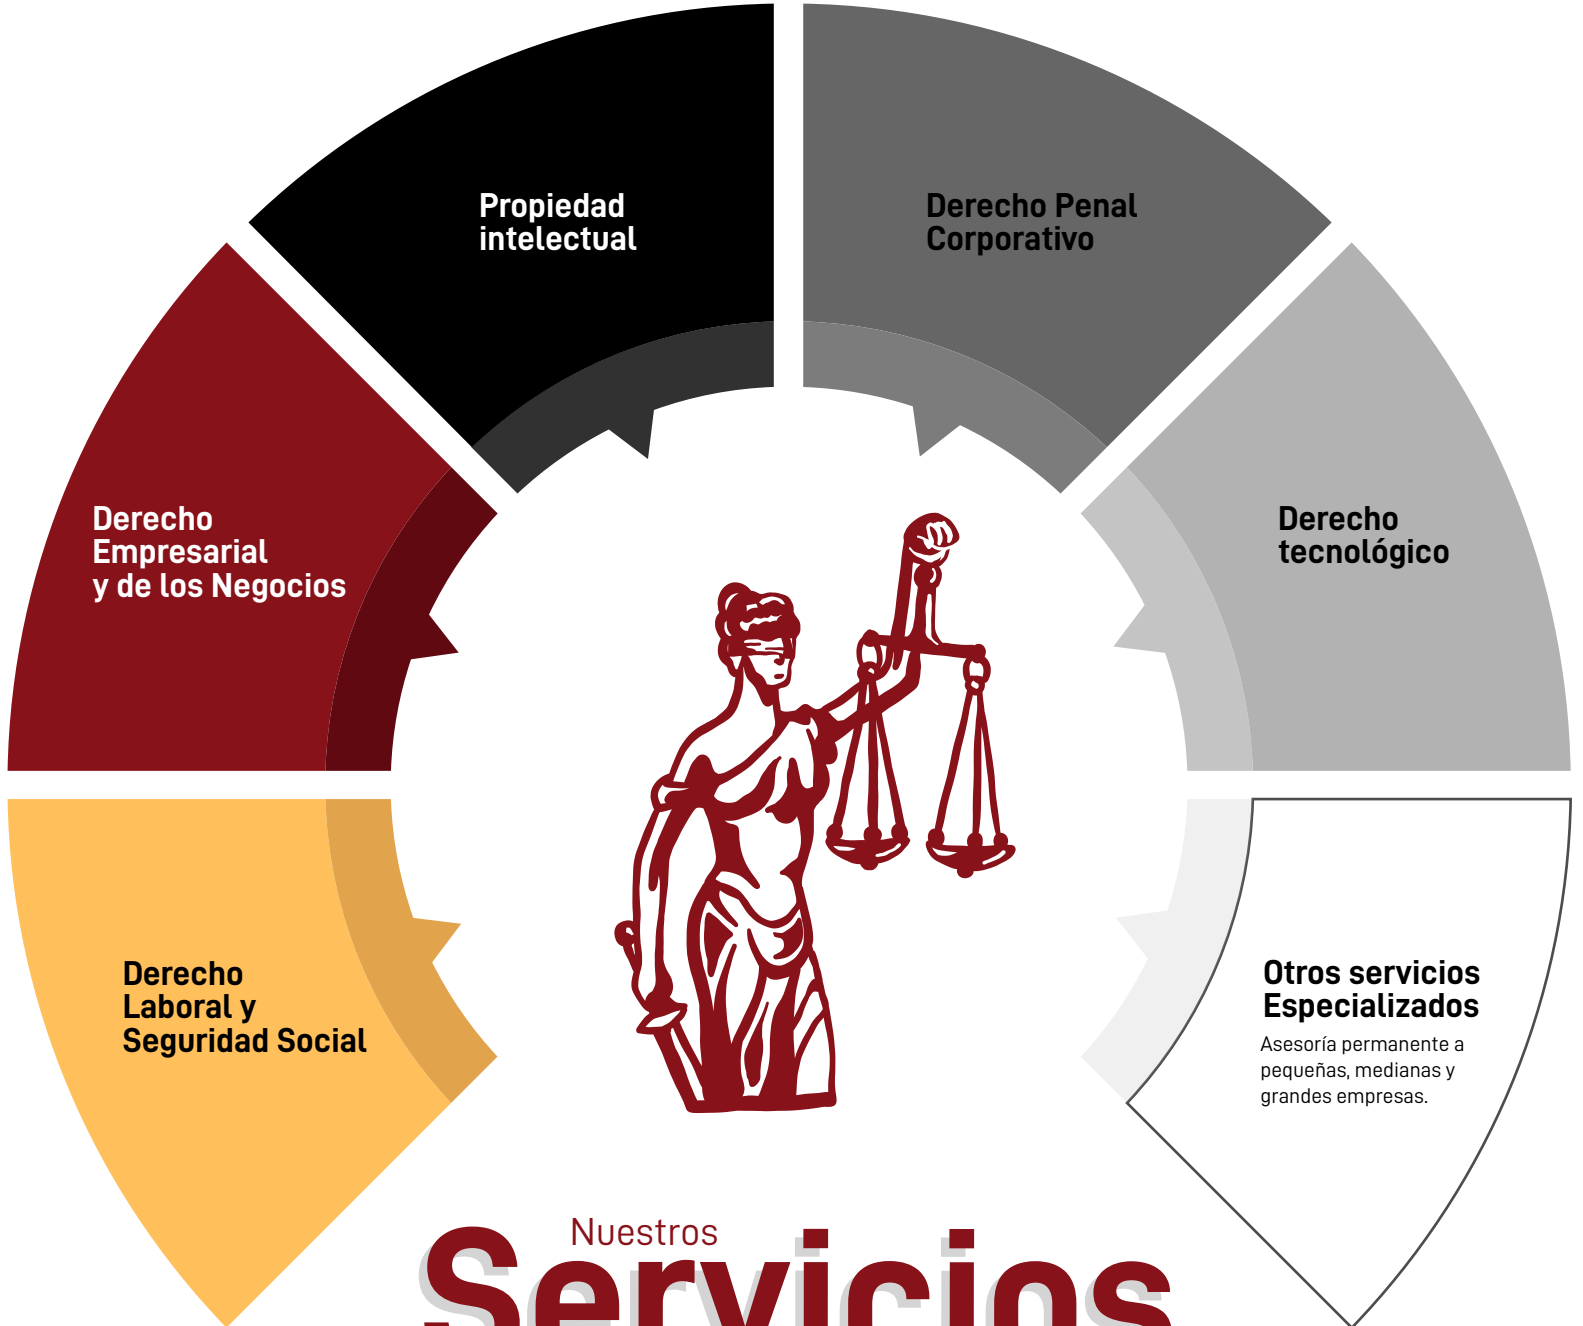 Propiedad
intelectual
Derecho Penal
Corporativo
Derecho
Empresarial
y de los Negocios
Derecho
tecnológico
Derecho
Laboral y
Seguridad Social
Otros servicios
Especializados
Asesoría permanente a
pequeñas, medianas y
grandes empresas.
Nuestros
Servicios